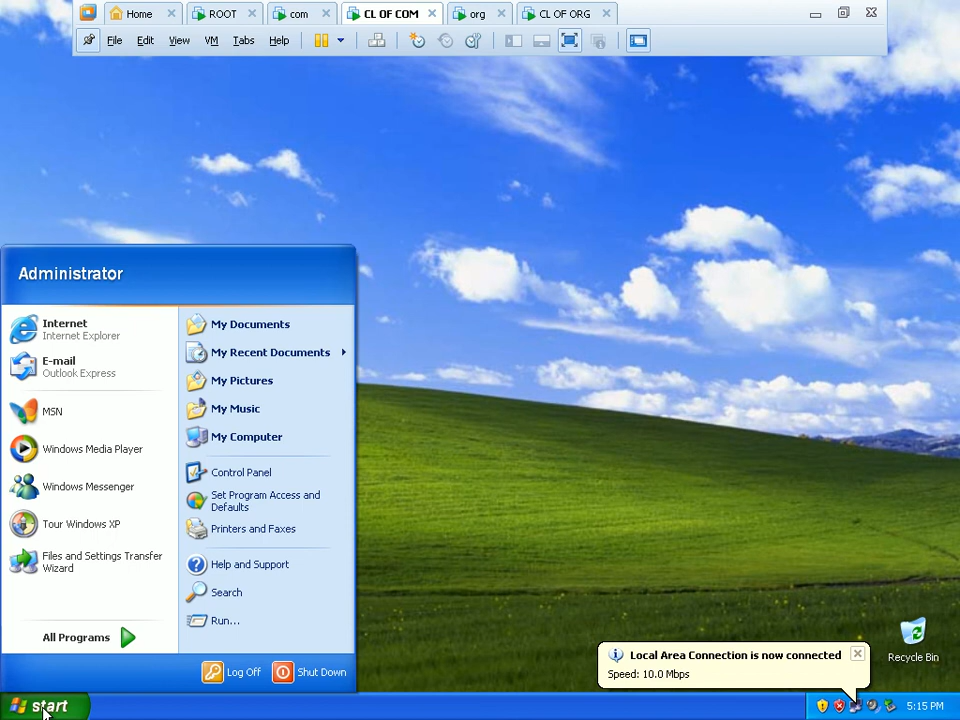 Home
ROOT
com
CL OF COM
org
CL OF ORG
File Edit View VM Tabs Help
Administrator
Internet
Internet Explorer
E-mail
Outlook Express
MSN
Windows Media Player
Windows Messenger
Tour Windows XP
Files and Settings Transfer
Wizard
All Programs
My Documents
My Recent Documents
My Pictures
My Music
My Computer
Control Panel
Set Program Access and
Defaults
Printers and Faxes
Help and Support
Search
Run...
Log Off
Shut Down
Recycle Bin
Local Area Connection is now connected
Speed: 10.0 Mbps
start
5:15 PM